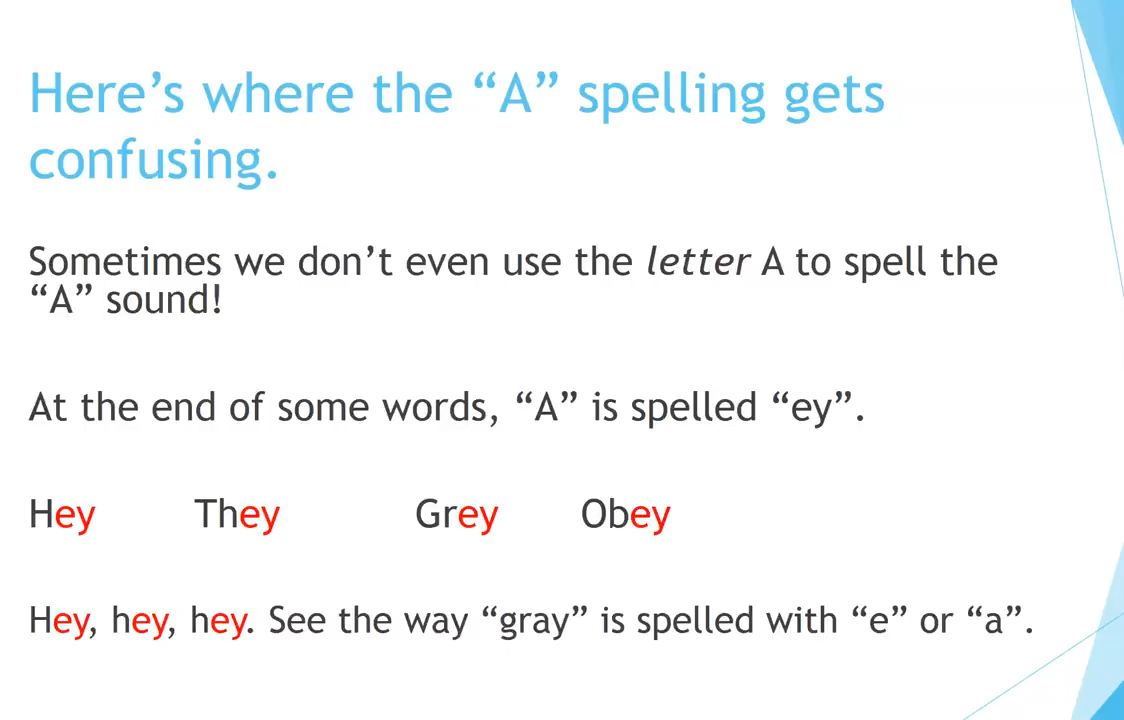 Here’s where the “A” spelling gets
confusing.
Sometimes we don’t even use the letter A to spell the
“A” sound!
At the end of some words, “A” is spelled “ey”.
Hey They Grey Obey
Hey, hey, hey. See the way “gray” is spelled with “e” or “a”.